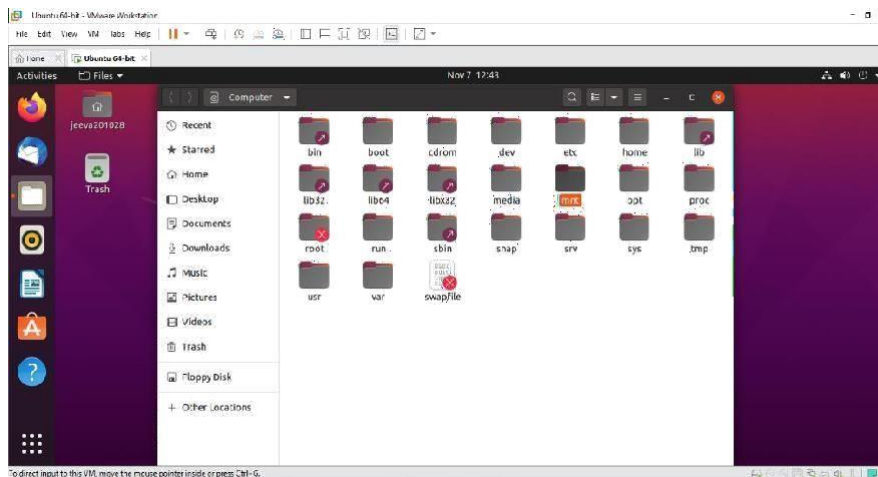 Ubuntu 64-bit - VMware Workstation
File Edit View VM Tabs Help
Home
Ubuntu 64-bit
Activities Files Nov 7 12:43
Computer
jeeva201028
Trash
Recent
Starred
Home
Desktop
Documents
Downloads
Music
Pictures
Videos
Trash
Floppy Disk
+ Other Locations
bin boot cdrom dev etc home lib
lib32 lib64 libx32 media mnt opt proc
root run sbin snap srv sys tmp
usr var swapfile
To direct input to this VM, move the mouse pointer inside or press Ctrl+G.